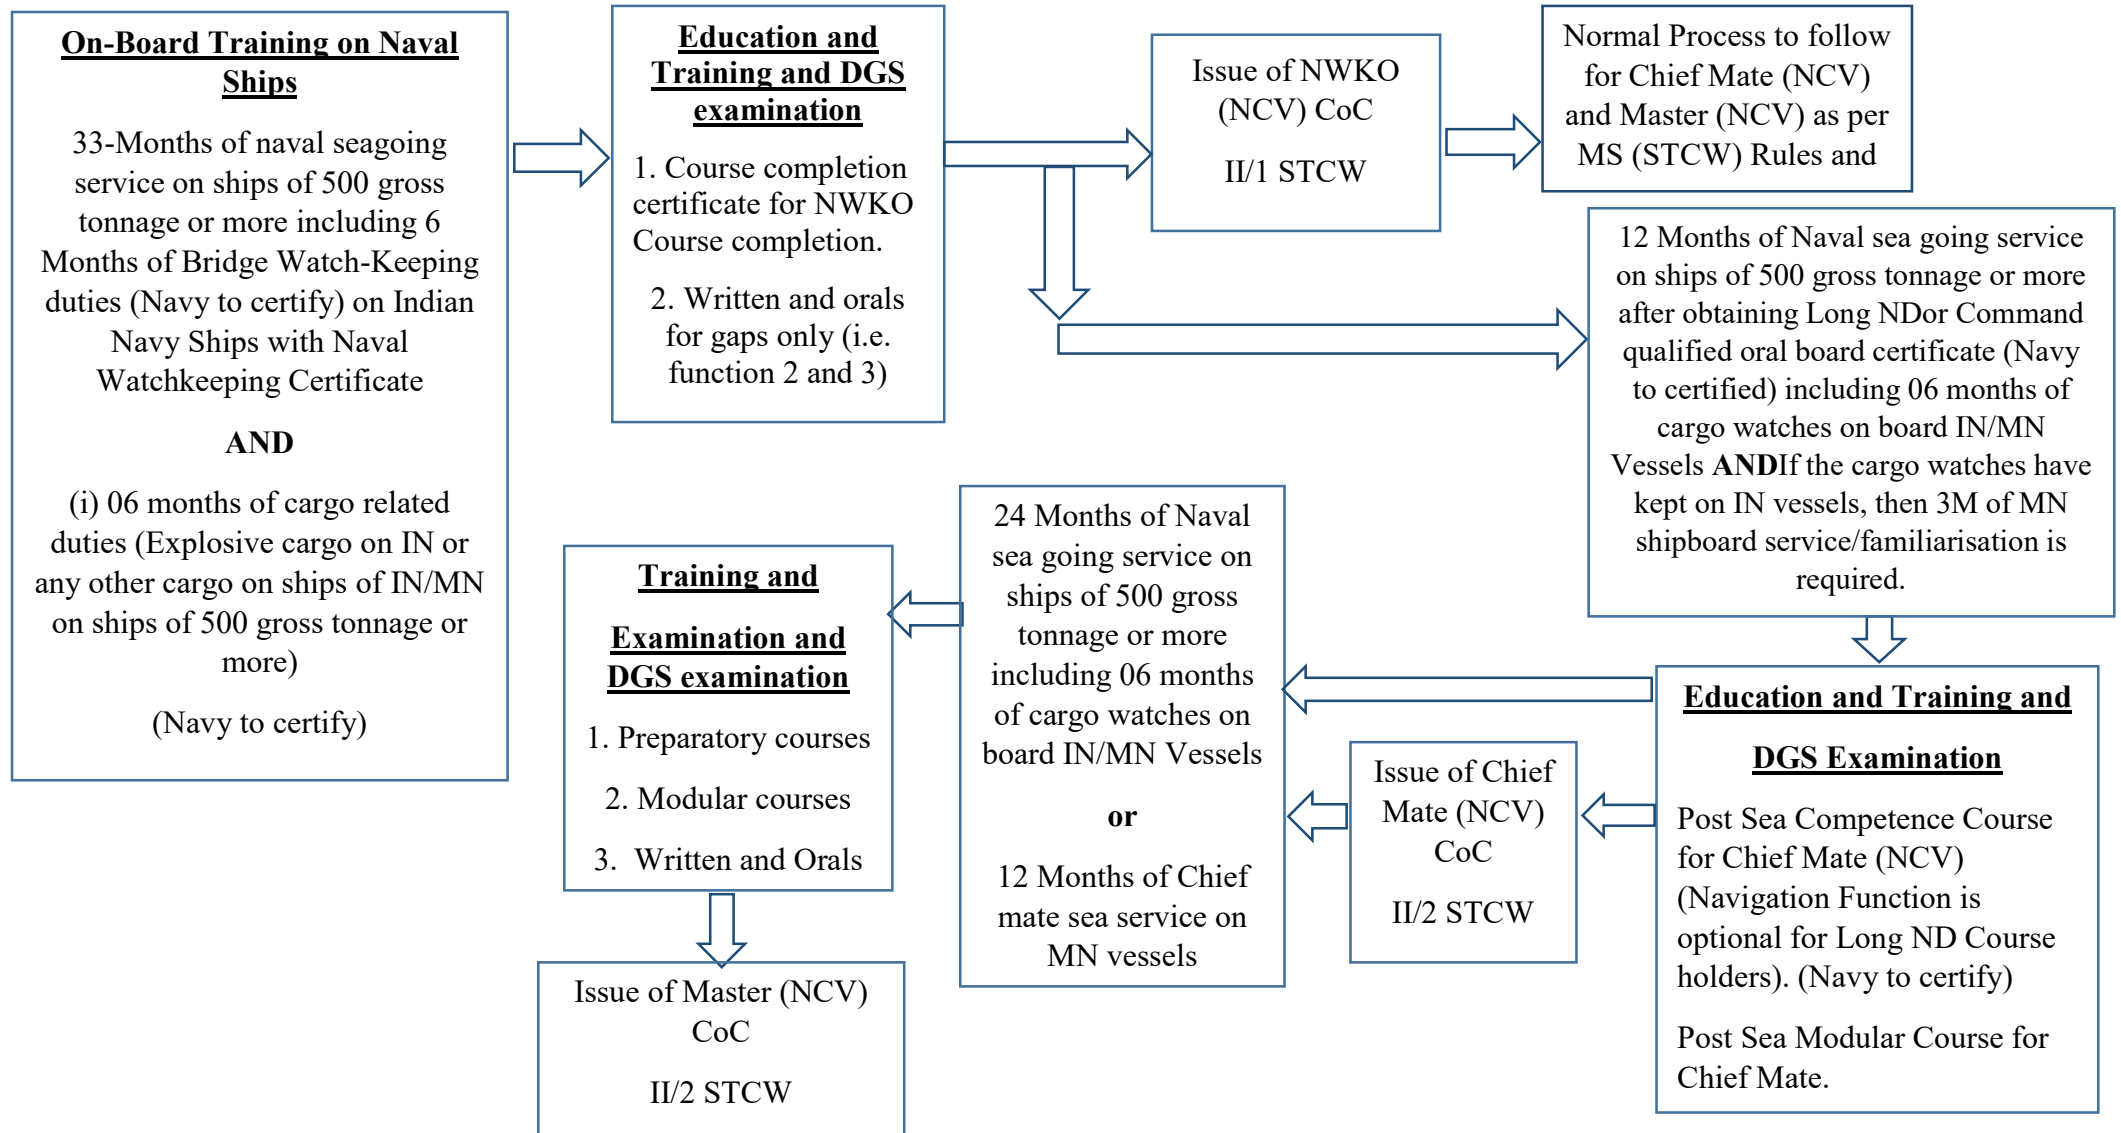 On-Board Training on Naval
Ships
33-Months of naval seagoing
service on ships of 500 gross
tonnage or more including 6
Months of Bridge Watch-Keeping
duties (Navy to certify) on Indian
Navy Ships with Naval
Watchkeeping Certificate
AND
(i) 06 months of cargo related
duties (Explosive cargo on IN or
any other cargo on ships of IN/MN
on ships of 500 gross tonnage or
more)
(Navy to certify)
Education and
Training and DGS
examination
1. Course completion
certificate for NWKO
Course completion.
2. Written and orals
for gaps only (i.e.
function 2 and 3)
Issue of NWKO
(NCV) CoC
II/1 STCW
Normal Process to follow
for Chief Mate (NCV)
and Master (NCV) as per
MS (STCW) Rules and
12 Months of Naval sea going service
on ships of 500 gross tonnage or more
after obtaining Long NDor Command
qualified oral board certificate (Navy
to certified) including 06 months of
cargo watches on board IN/MN
Vessels ANDIf the cargo watches have
kept on IN vessels, then 3M of MN
shipboard service/familiarisation is
required.
Education and Training and
DGS Examination
Post Sea Competence Course
for Chief Mate (NCV)
(Navigation Function is
optional for Long ND Course
holders). (Navy to certify)
Post Sea Modular Course for
Chief Mate.
Issue of Chief
Mate (NCV)
CoC
II/2 STCW
24 Months of Naval
sea going service on
ships of 500 gross
tonnage or more
including 06 months
of cargo watches on
board IN/MN Vessels
or
12 Months of Chief
mate sea service on
MN vessels
Training and
Examination and
DGS examination
1. Preparatory courses
2. Modular courses
3. Written and Orals
Issue of Master (NCV)
CoC
II/2 STCW